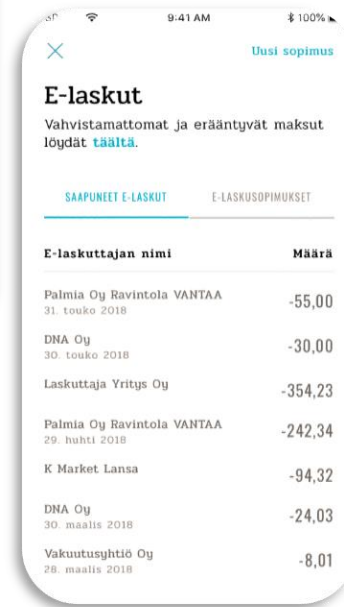 9:41 AM
100%
Uusi sopimus
E-laskut
Vahvistamattomat ja erääntyvät maksut
löydät täältä.
SAAPUNEET E-LASKUT E-LASKUSOPIMUKSET
E-laskuttajan nimi Määrä
Palmia Oy Ravintola VANTAA -55,00
31. touko 2018
DNA Oy -30,00
30. touko 2018
Laskuttaja Yritys Oy -354,23
Palmia Oy Ravintola VANTAA -242,34
29. huhti 2018
K Market Lansa -94,32
DNA Oy -24,03
30. maalis 2018
Vakuutusyhtiö Oy -8,01
28. maalis 2018